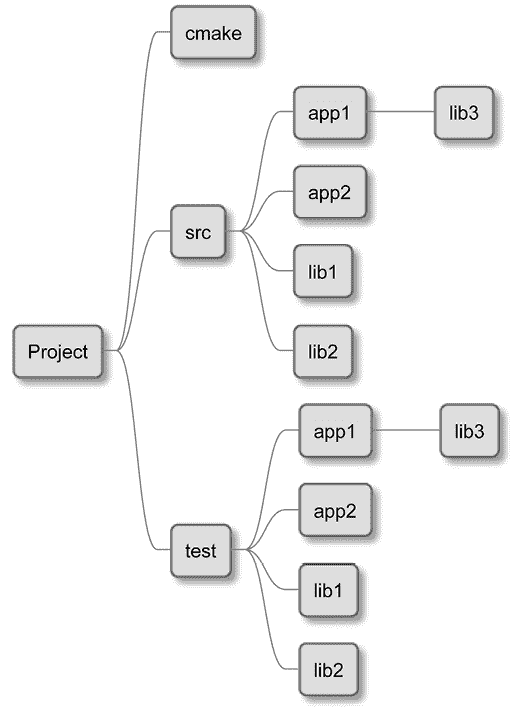 cmake
app1
lib3
app2
src
lib1
lib2
Project
app1
lib3
app2
test
lib1
lib2